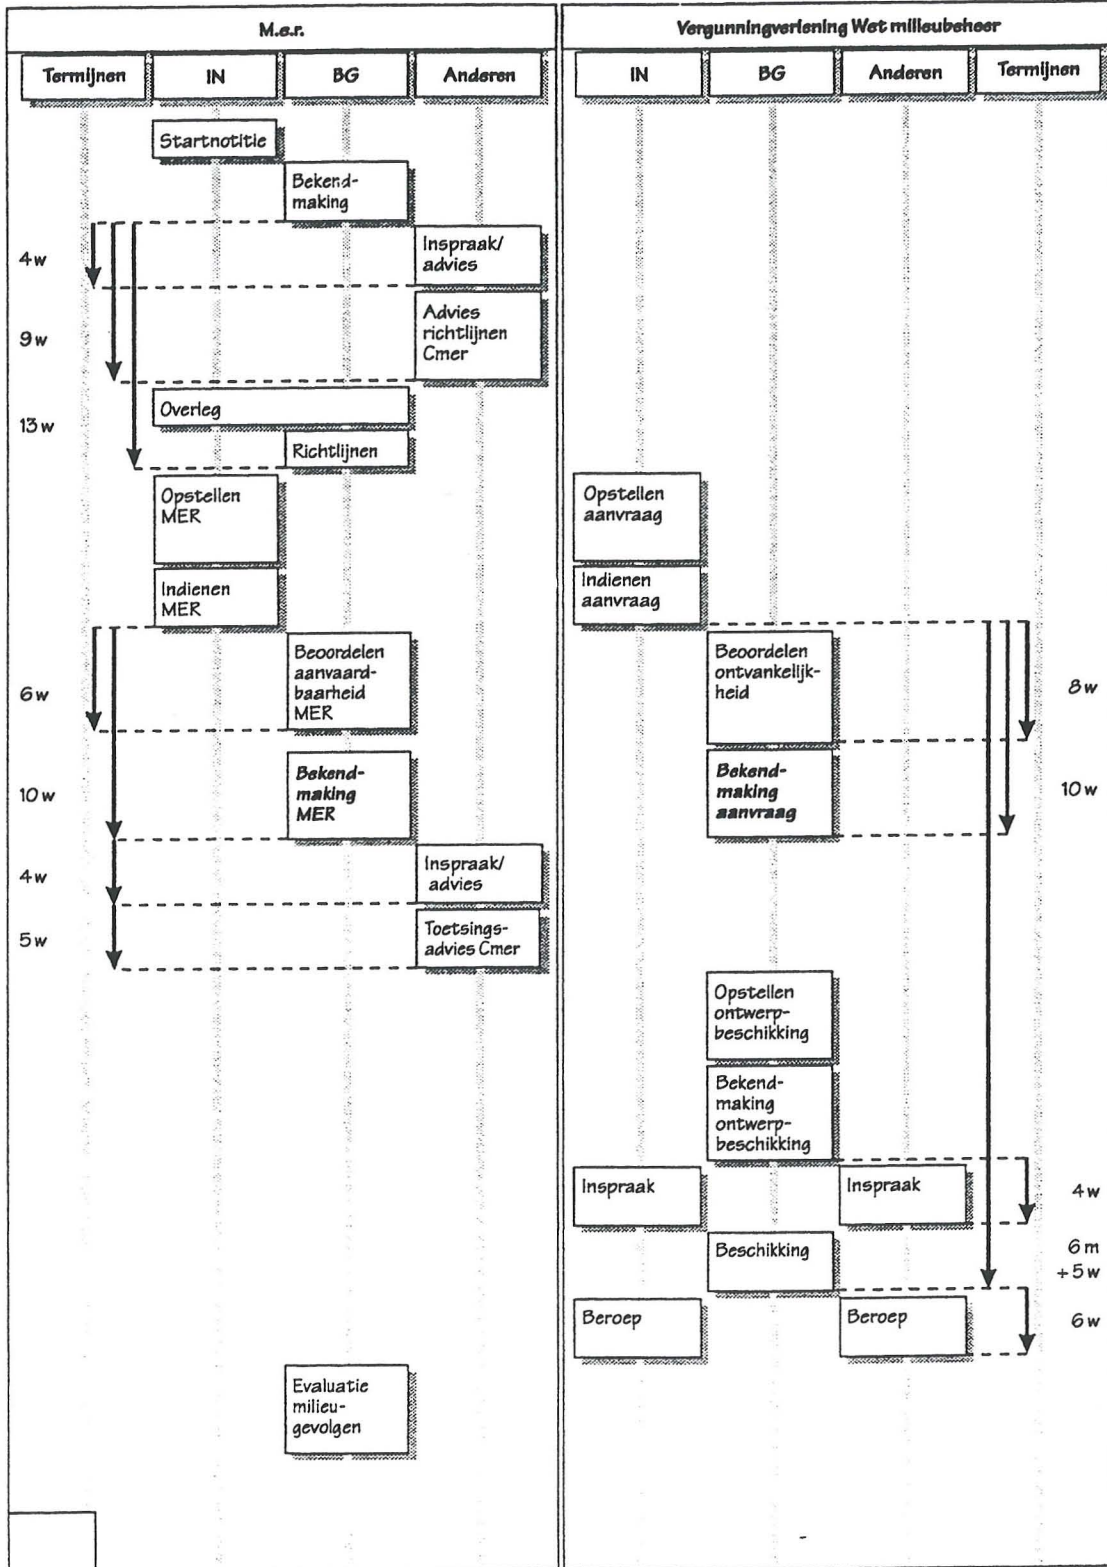 M.e.r.
Vergunningverlening Wet milieubeheer
Termijnen
IN
BG
Anderen
IN
BG
Anderen
Termijnen
Startnotitie
Bekend-
making
4w
Inspraak/
advies
9w
Advies
richtlijnen
Cmer
Overleg
13w
Richtlijnen
Opstellen
MER
Opstellen
aanvraag
Indienen
MER
Indienen
aanvraag
6w
Beoordelen
aanvaard-
baarheid
MER
Beoordelen
ontvankelijk-
heid
8w
10w
Bekend-
making
MER
Bekend-
making
aanvraag
10w
4w
Inspraak/
advies
5w
Toetsings-
advies Cmer
Opstellen
ontwerp-
beschikking
Bekend-
making
ontwerp-
beschikking
Inspraak
Inspraak
4w
Beschikking
6m
+5w
Beroep
Beroep
6w
Evaluatie
milieu-
gevolgen